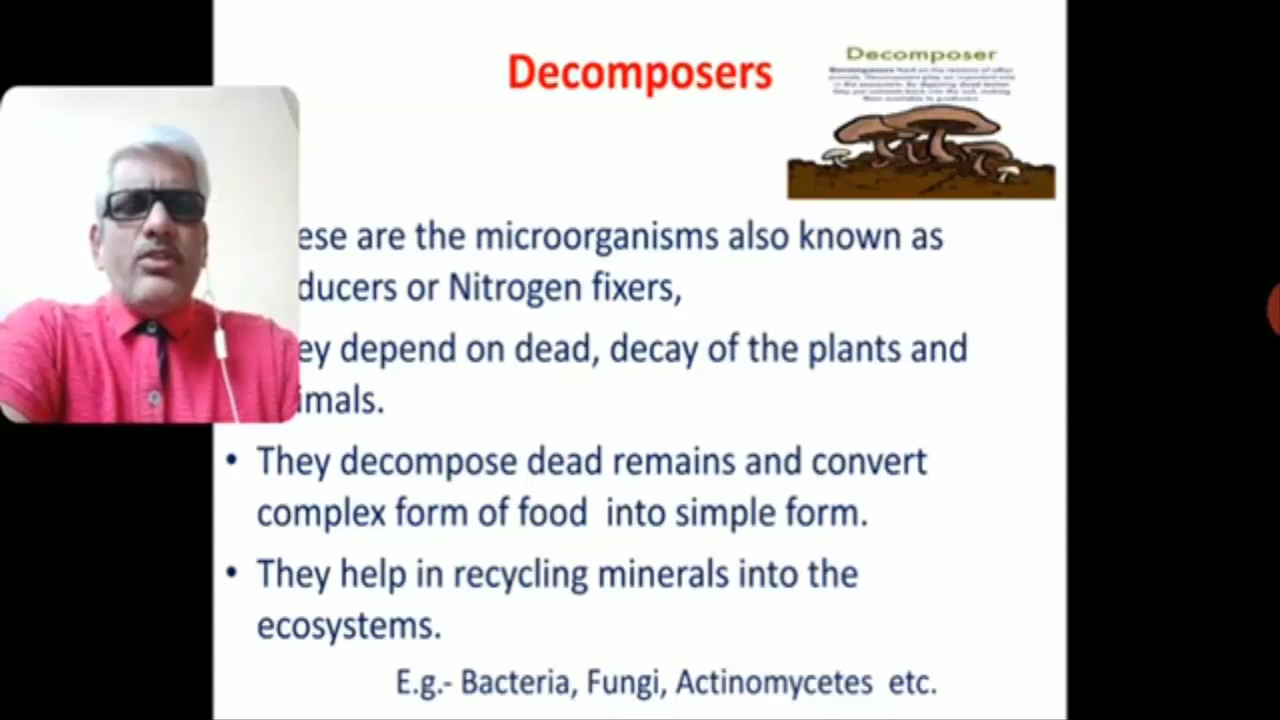 Decomposers
Decomposer
ese are the microorganisms also known as
ducers or Nitrogen fixers,
ey depend on dead, decay of the plants and
imals.
• They decompose dead remains and convert
complex form of food into simple form.
• They help in recycling minerals into the
ecosystems.
E.g.- Bacteria, Fungi, Actinomycetes etc.